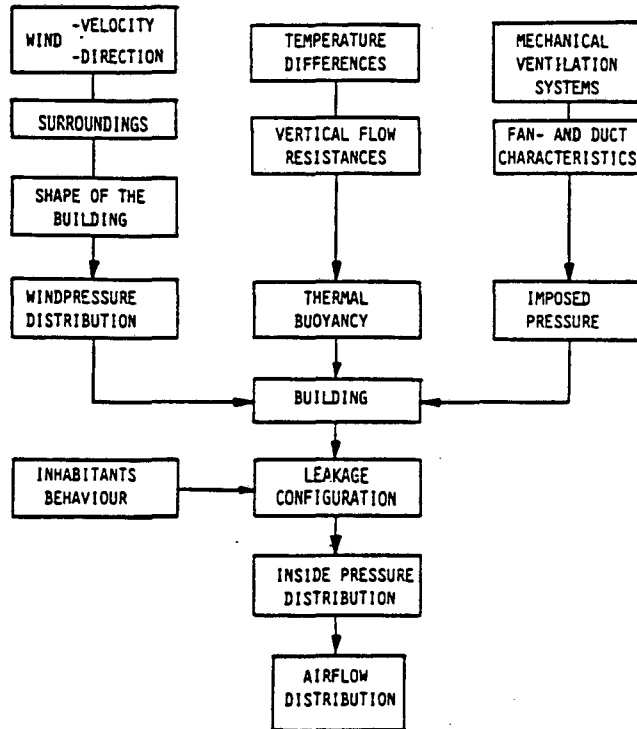 WIND -VELOCITY
-DIRECTION
TEMPERATURE
DIFFERENCES
MECHANICAL
VENTILATION
SYSTEMS
SURROUNDINGS
VERTICAL FLOW
RESISTANCES
FAN- AND DUCT
CHARACTERISTICS
SHAPE OF THE
BUILDING
WINDPRESSURE
DISTRIBUTION
THERMAL
BUOYANCY
IMPOSED
PRESSURE
BUILDING
INHABITANTS
BEHAVIOUR
LEAKAGE
CONFIGURATION
INSIDE PRESSURE
DISTRIBUTION
AIRFLOW
DISTRIBUTION